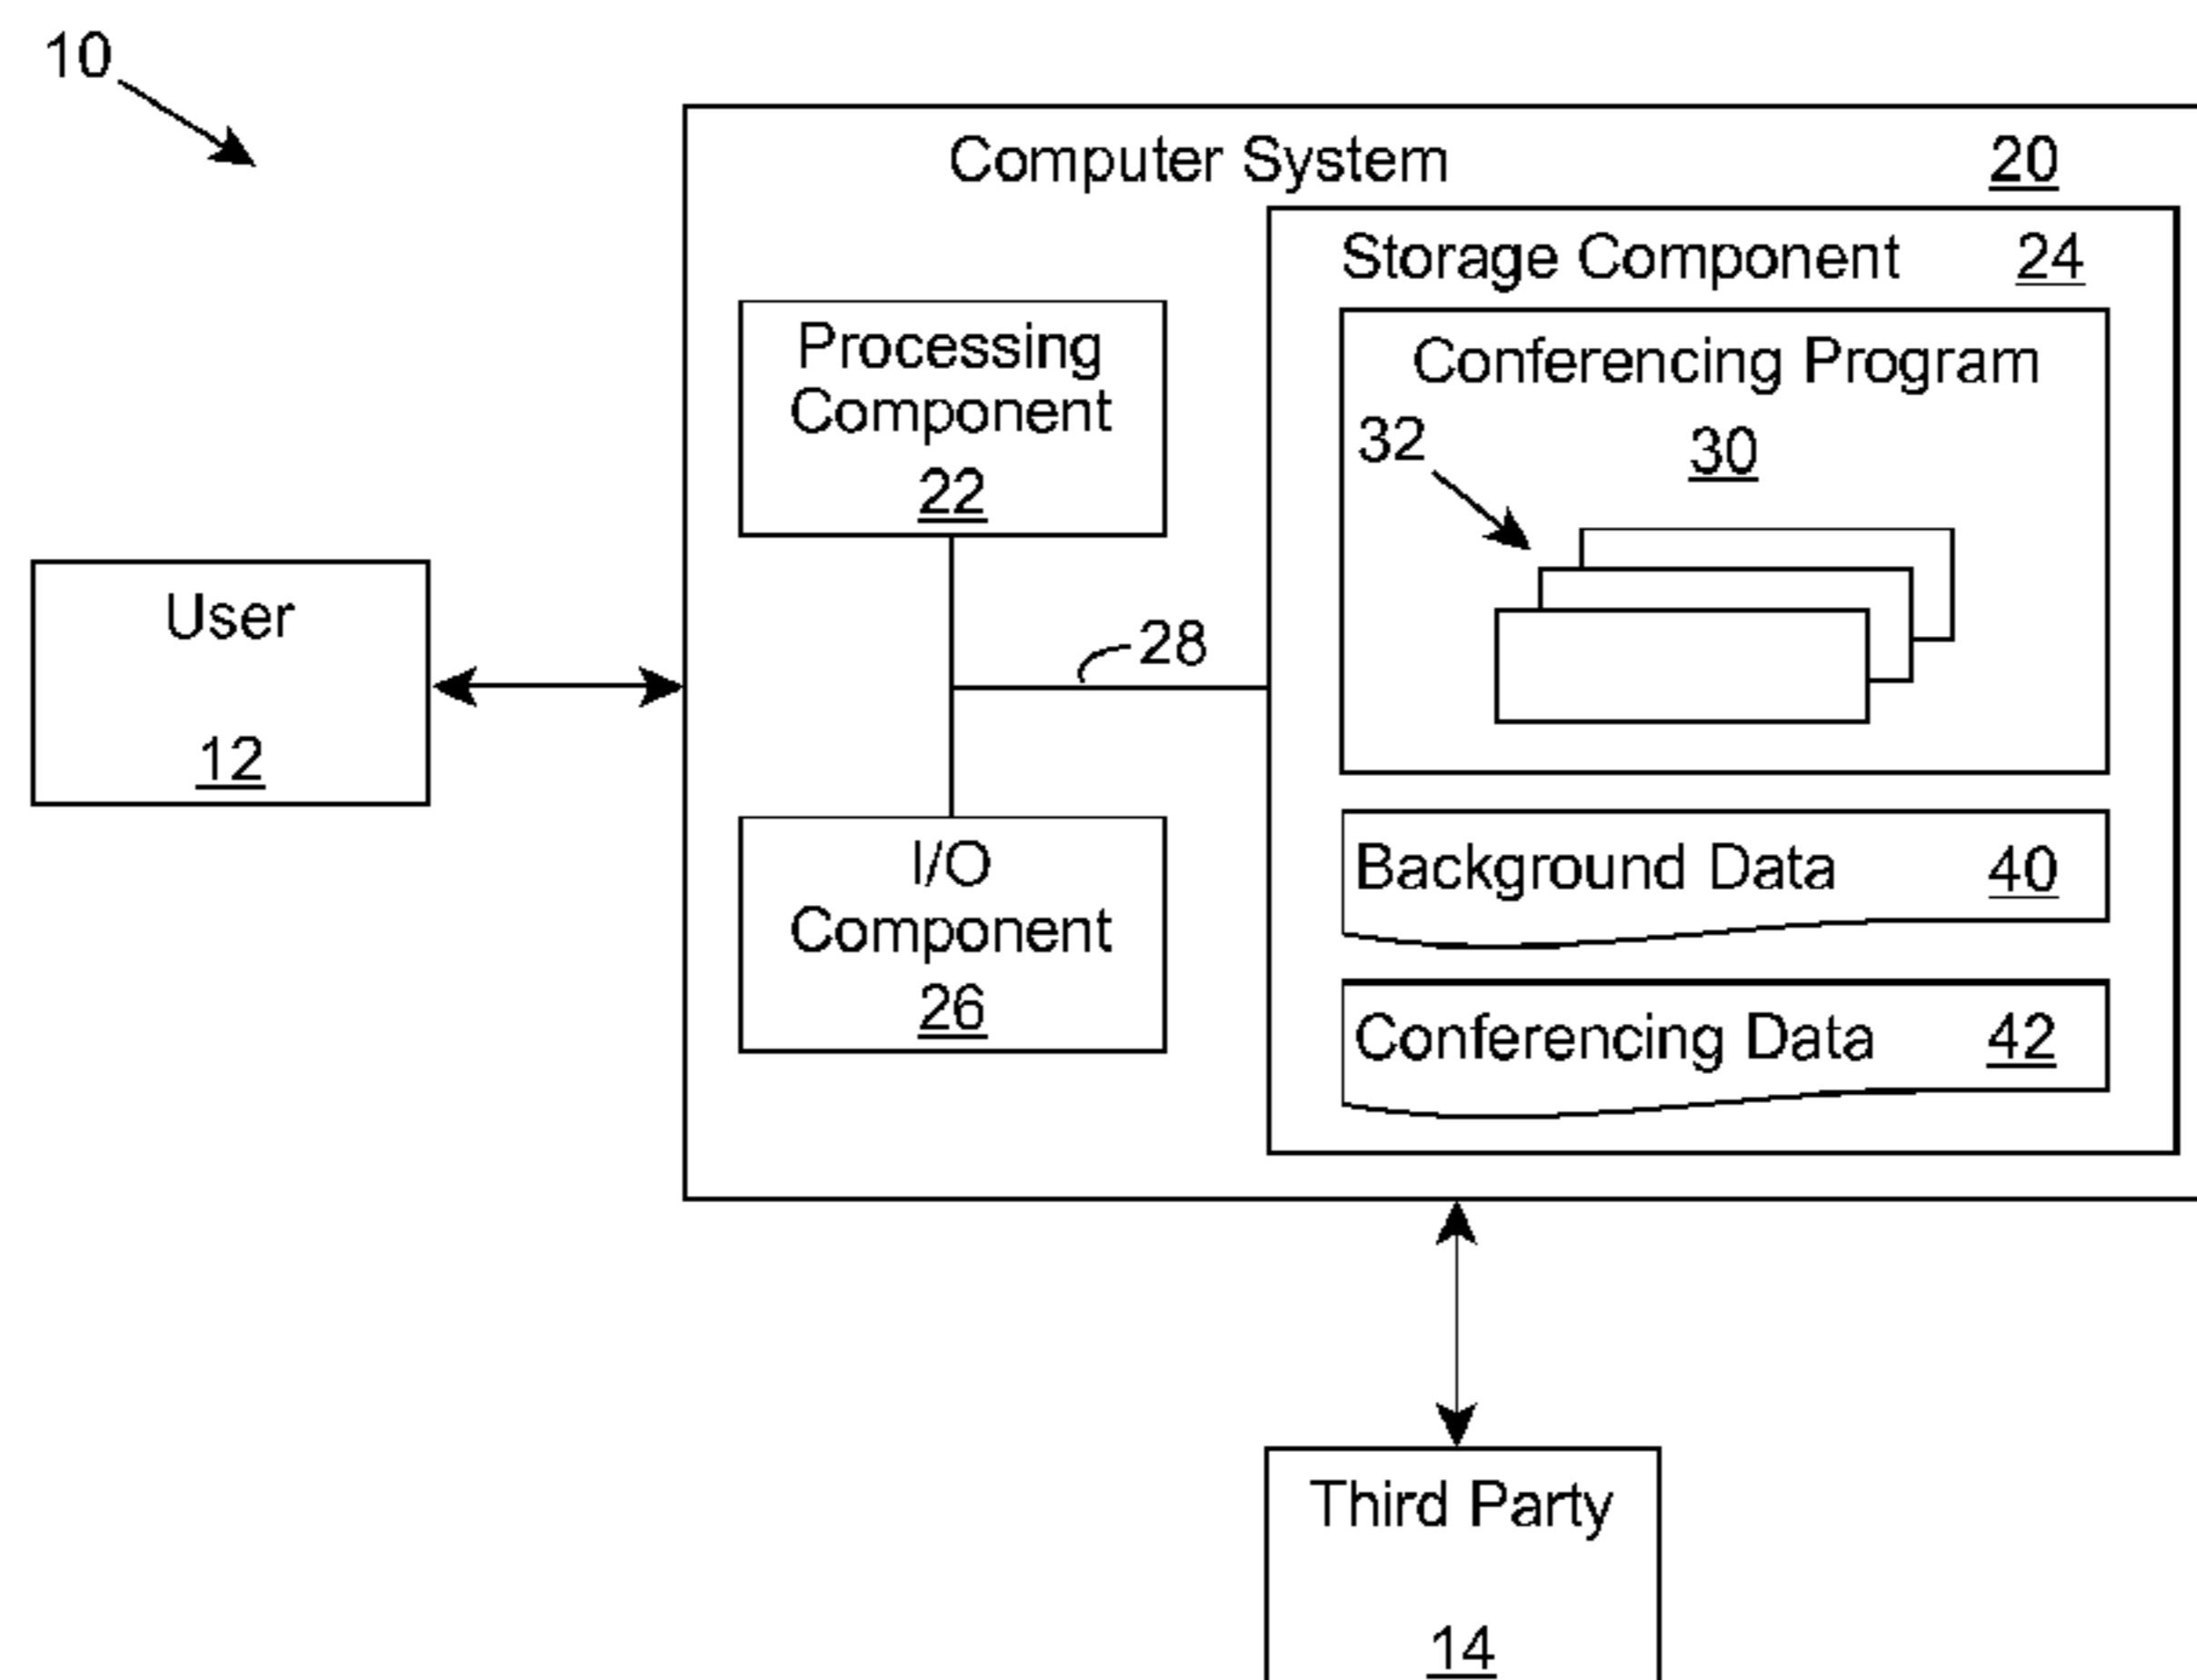 10
Computer System 20
Storage Component 24
Processing
Component
22
Conferencing Program
32 30
User
12
28
I/O
Component
26
Background Data 40
Conferencing Data 42
Third Party
14